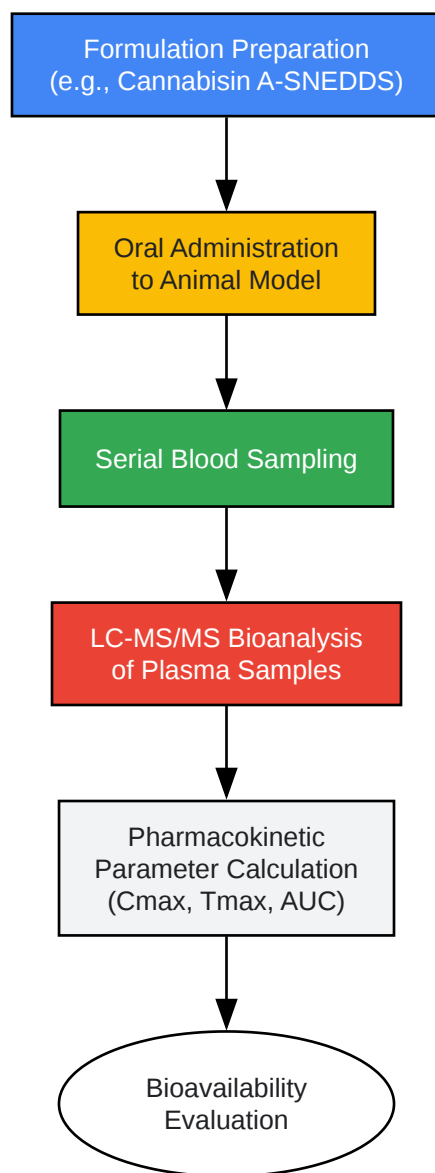 Formulation Preparation
(e.g., Cannabisin A-SNEDDS)
Oral Administration
to Animal Model
Serial Blood Sampling
LC-MS/MS Bioanalysis
of Plasma Samples
Pharmacokinetic
Parameter Calculation
(Cmax, Tmax, AUC)
Bioavailability
Evaluation